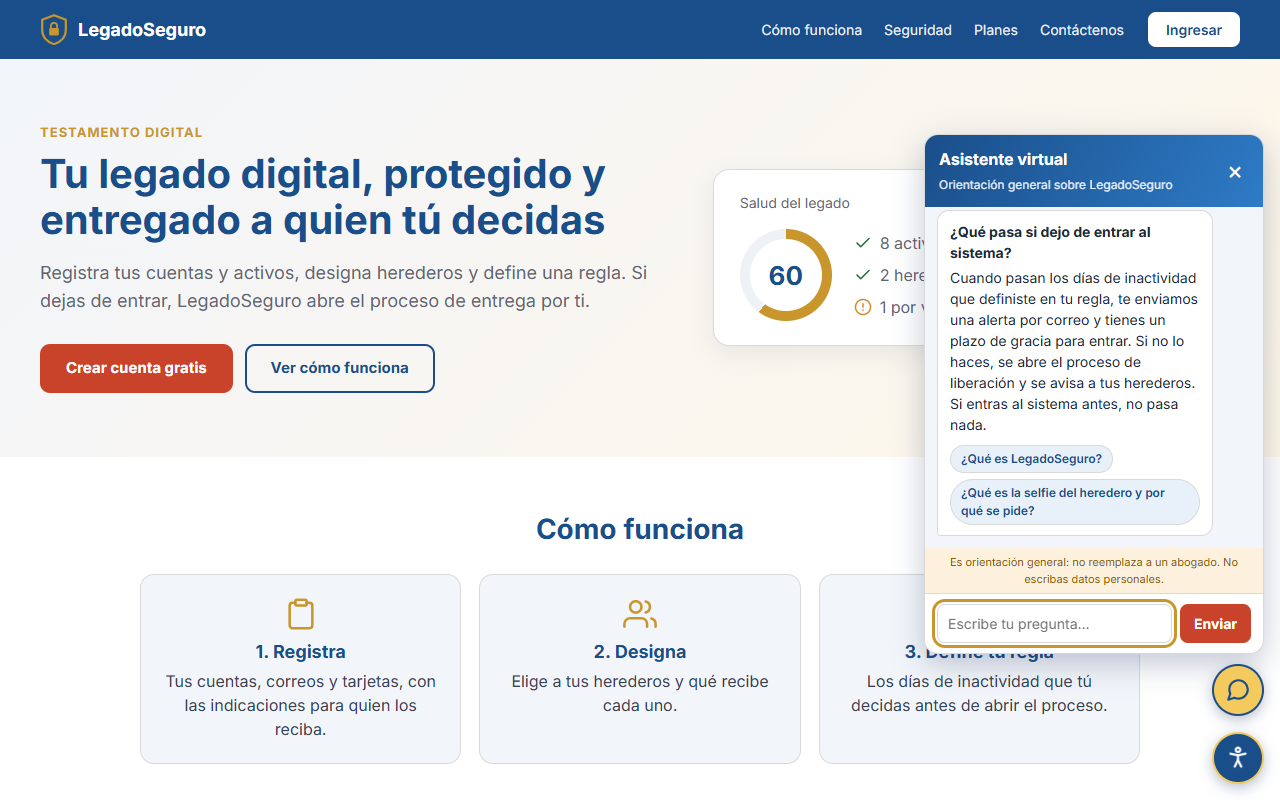 LegadoSeguro
Cómo funciona
Seguridad
Planes
Contáctenos
Ingresar
TESTAMENTO DIGITAL
Tu legado digital, protegido y
entregado a quien tú decidas
Registra tus cuentas y activos, designa herederos y define una regla. Si
dejas de entrar, LegadoSeguro abre el proceso de entrega por ti.
Crear cuenta gratis
Ver cómo funciona
Salud del legado
60
8
2
1 por
Asistente virtual
Orientación general sobre LegadoSeguro
¿Qué pasa si dejo de entrar al
sistema?
Cuando pasan los días de inactividad
que definiste en tu regla, te enviamos
una alerta por correo y tienes un
plazo de gracia para entrar. Si no lo
haces, se abre el proceso de
liberación y se avisa a tus herederos.
Si entras al sistema antes, no pasa
nada.
¿Qué es LegadoSeguro?
¿Qué es la selfie del heredero y por
qué se pide?
Es orientación general: no reemplaza a un abogado. No
escribas datos personales.
Escribe tu pregunta...
Enviar
Cómo funciona
1. Registra
Tus cuentas, correos y tarjetas, con
las indicaciones para quien los
reciba.
2. Designa
Elige a tus herederos y qué recibe
cada uno.
3. Define tu regla
Los días de inactividad que tú
decidas antes de abrir el proceso.